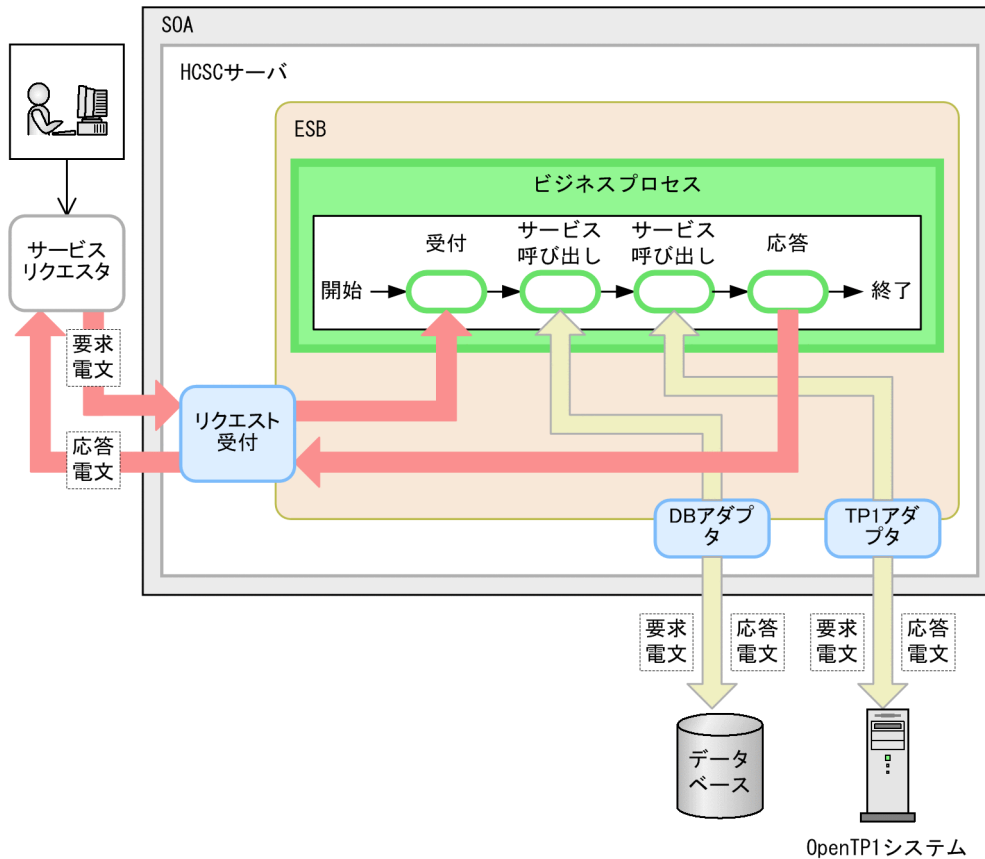 SOA
HCSCサーバ
ESB
ビジネスプロセス
受付
サービス
呼び出し
サービス
呼び出し
応答
開始
終了
サービス
リクエスタ
要求
電文
リクエスト
受付
応答
電文
DBアダプ
タ
TP1アダ
プタ
要求
電文
応答
電文
要求
電文
応答
電文
データ
ベース
OpenTP1システム